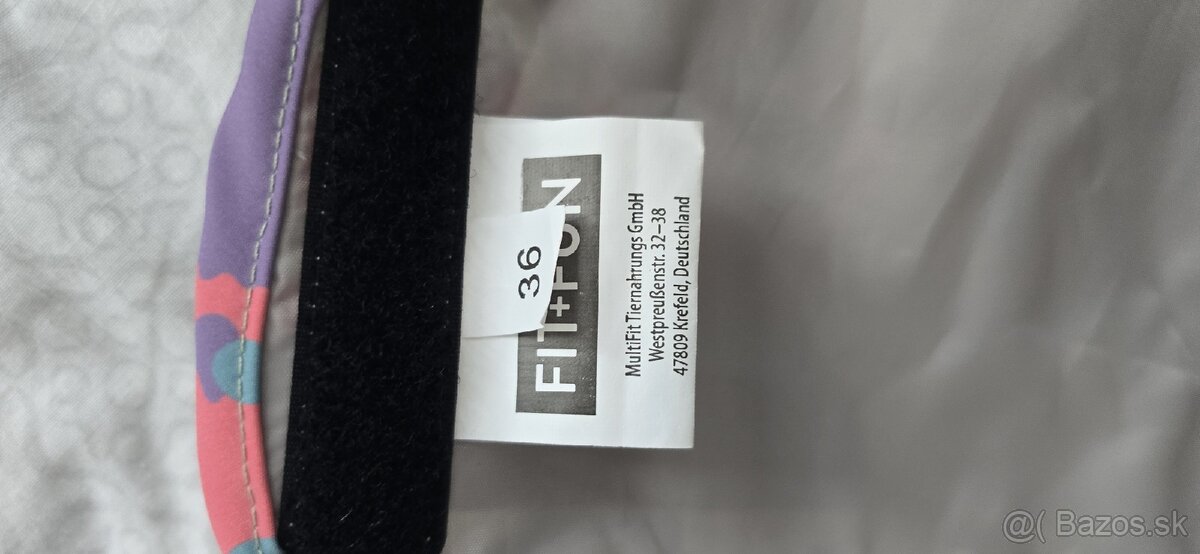 36
FIT+FUN
MultiFit Tiernahrungs GmbH
Westpreußenstr. 32–38
47809 Krefeld, Deutschland
@( Bazos.sk